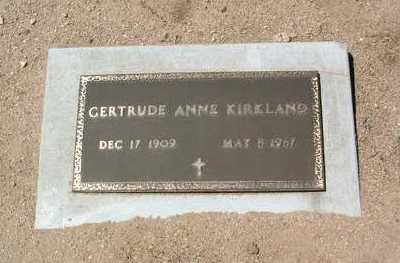 GERTRUDE ANNE KIRKLAND
DEC 17 1909 MAY 8 1967